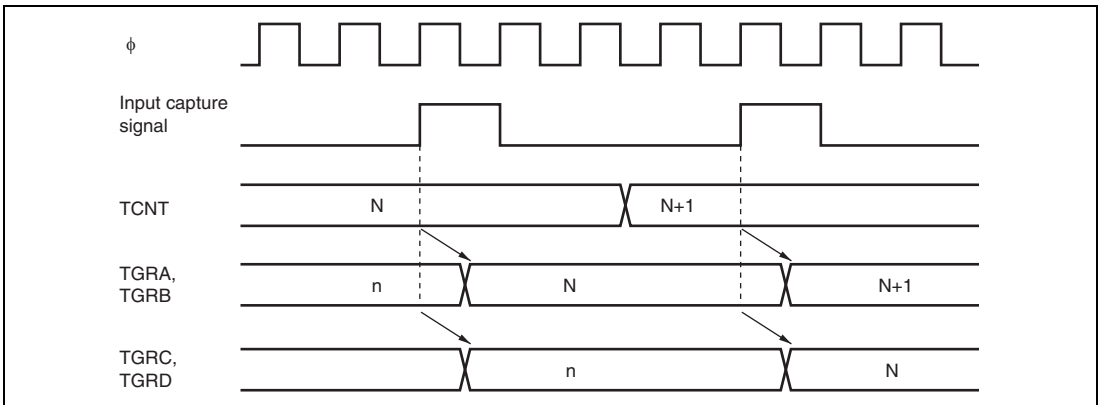 φ
Input capture
signal
TCNT
N
N+1
TGRA,
TGRB
n
N
N+1
TGRC,
TGRD
n
N